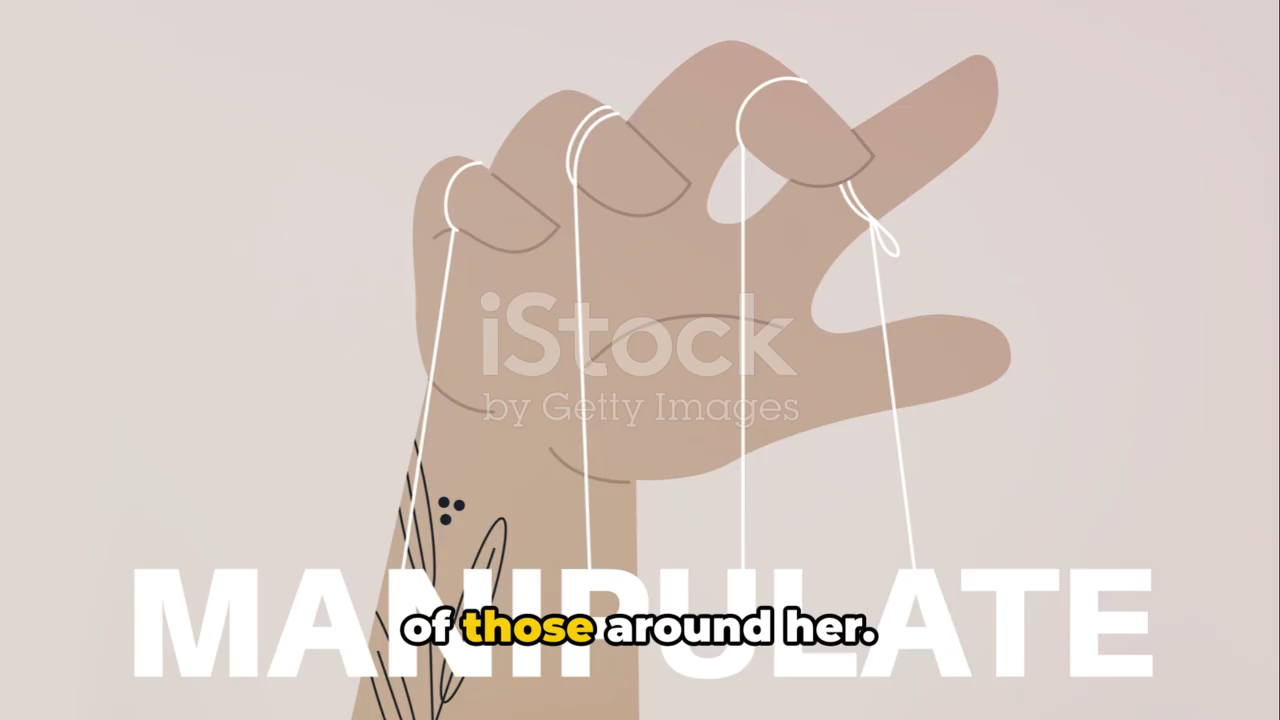 iStock
by Getty Images
MANIPULATE
of those around her.